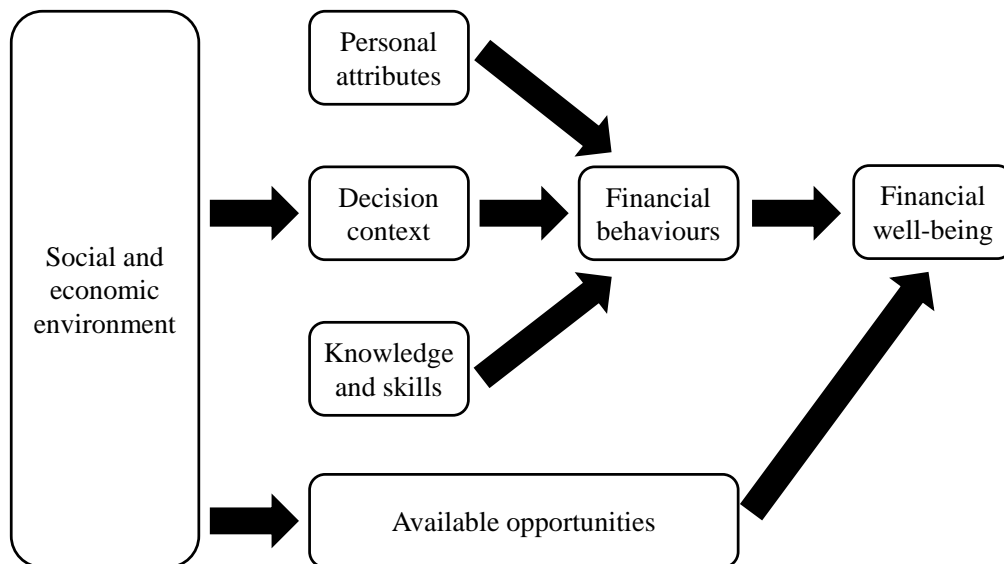 Social and
economic
environment
Personal
attributes
Decision
context
Knowledge
and skills
Available opportunities
Financial
behaviours
Financial
well-being